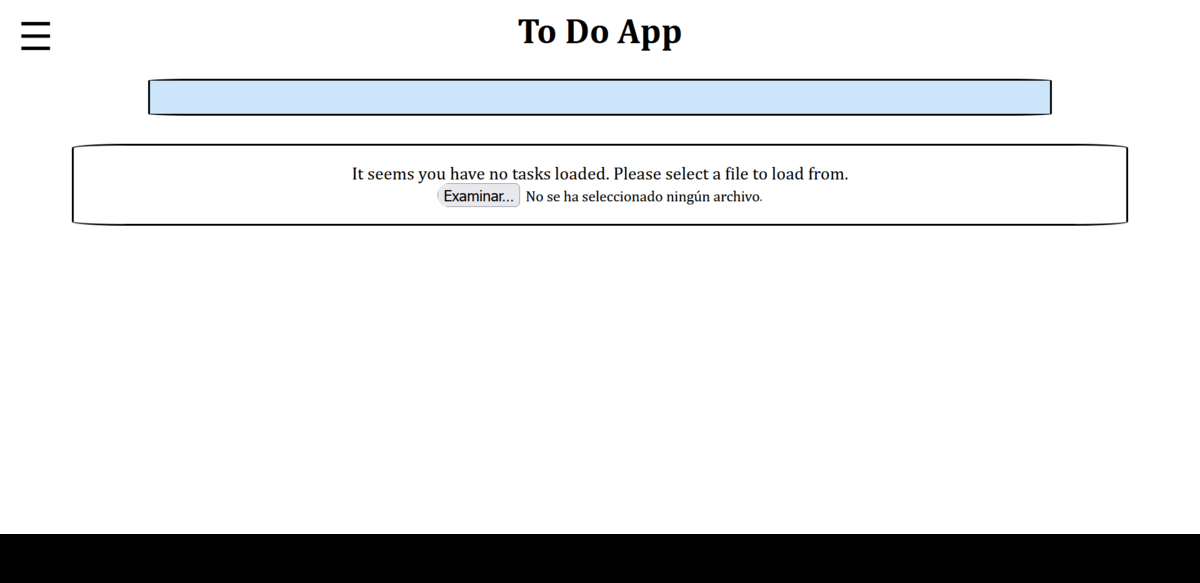 To Do App
It seems you have no tasks loaded. Please select a file to load from.
Examinar... No se ha seleccionado ningún archivo.